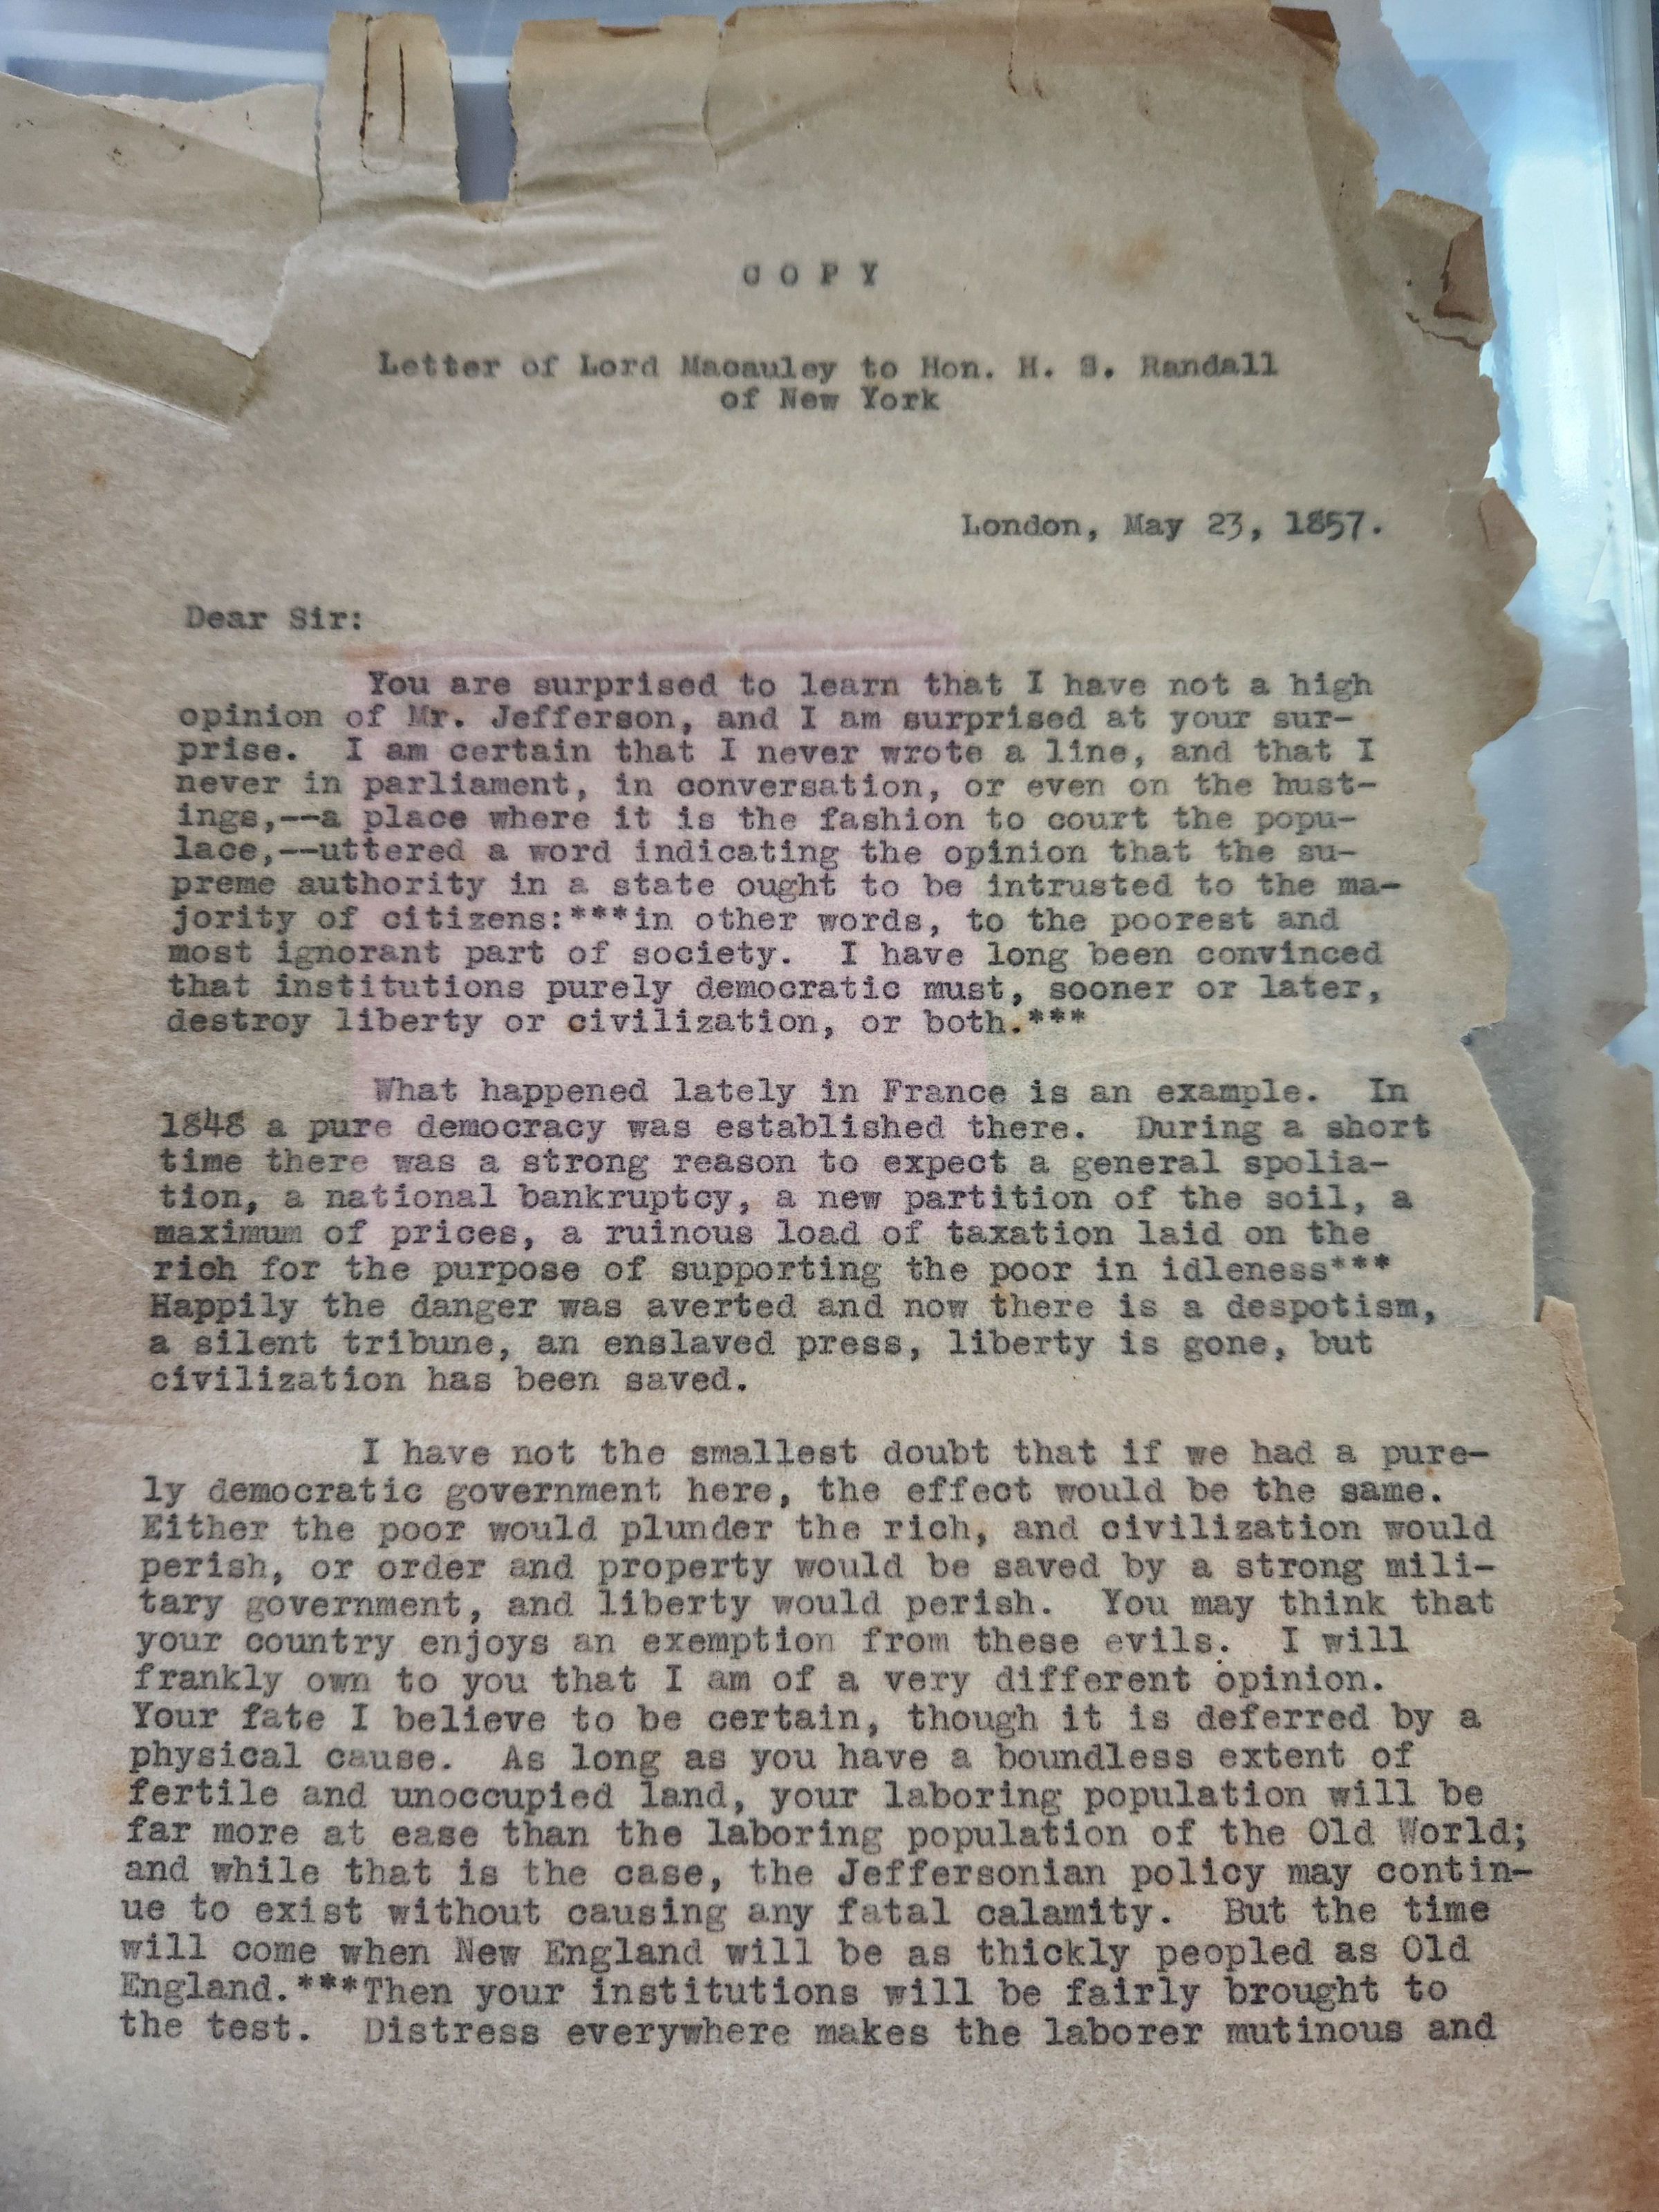 COPY
Letter of Lord Macauley to Hon. H. S. Randall
of New York
London, May 23, 1857.
Dear Sir:
You are surprised to learn that I have not a high
opinion of Mr. Jefferson, and I am surprised at your sur-
prise. I am certain that I never wrote a line, and that I
never in parliament, in conversation, or even on the hust-
ings,--a place where it is the fashion to court the popu-
lace,--uttered a word indicating the opinion that the su-
preme authority in a state ought to be intrusted to the ma-
jority of citizens:***in other words, to the poorest and
most ignorant part of society. I have long been convinced
that institutions purely democratic must, sooner or later,
destroy liberty or civilization, or both.***
What happened lately in France is an example. In
1848 a pure democracy was established there. During a short
time there was a strong reason to expect a general spolia-
tion, a national bankruptcy, a new partition of the soil, a
maximum of prices, a ruinous load of taxation laid on the
rich for the purpose of supporting the poor in idleness***
Happily the danger was averted and now there is a despotism,
a silent tribune, an enslaved press, liberty is gone, but
civilization has been saved.
I have not the smallest doubt that if we had a pure-
ly democratic government here, the effect would be the same.
Either the poor would plunder the rich, and civilization would
perish, or order and property would be saved by a strong mili-
tary government, and liberty would perish. You may think that
your country enjoys an exemption from these evils. I will
frankly own to you that I am of a very different opinion.
Your fate I believe to be certain, though it is deferred by a
physical cause. As long as you have a boundless extent of
fertile and unoccupied land, your laboring population will be
far more at ease than the laboring population of the Old World;
and while that is the case, the Jeffersonian policy may contin-
ue to exist without causing any fatal calamity. But the time
will come when New England will be as thickly peopled as Old
England.***Then your institutions will be fairly brought to
the test. Distress everywhere makes the laborer mutinous and